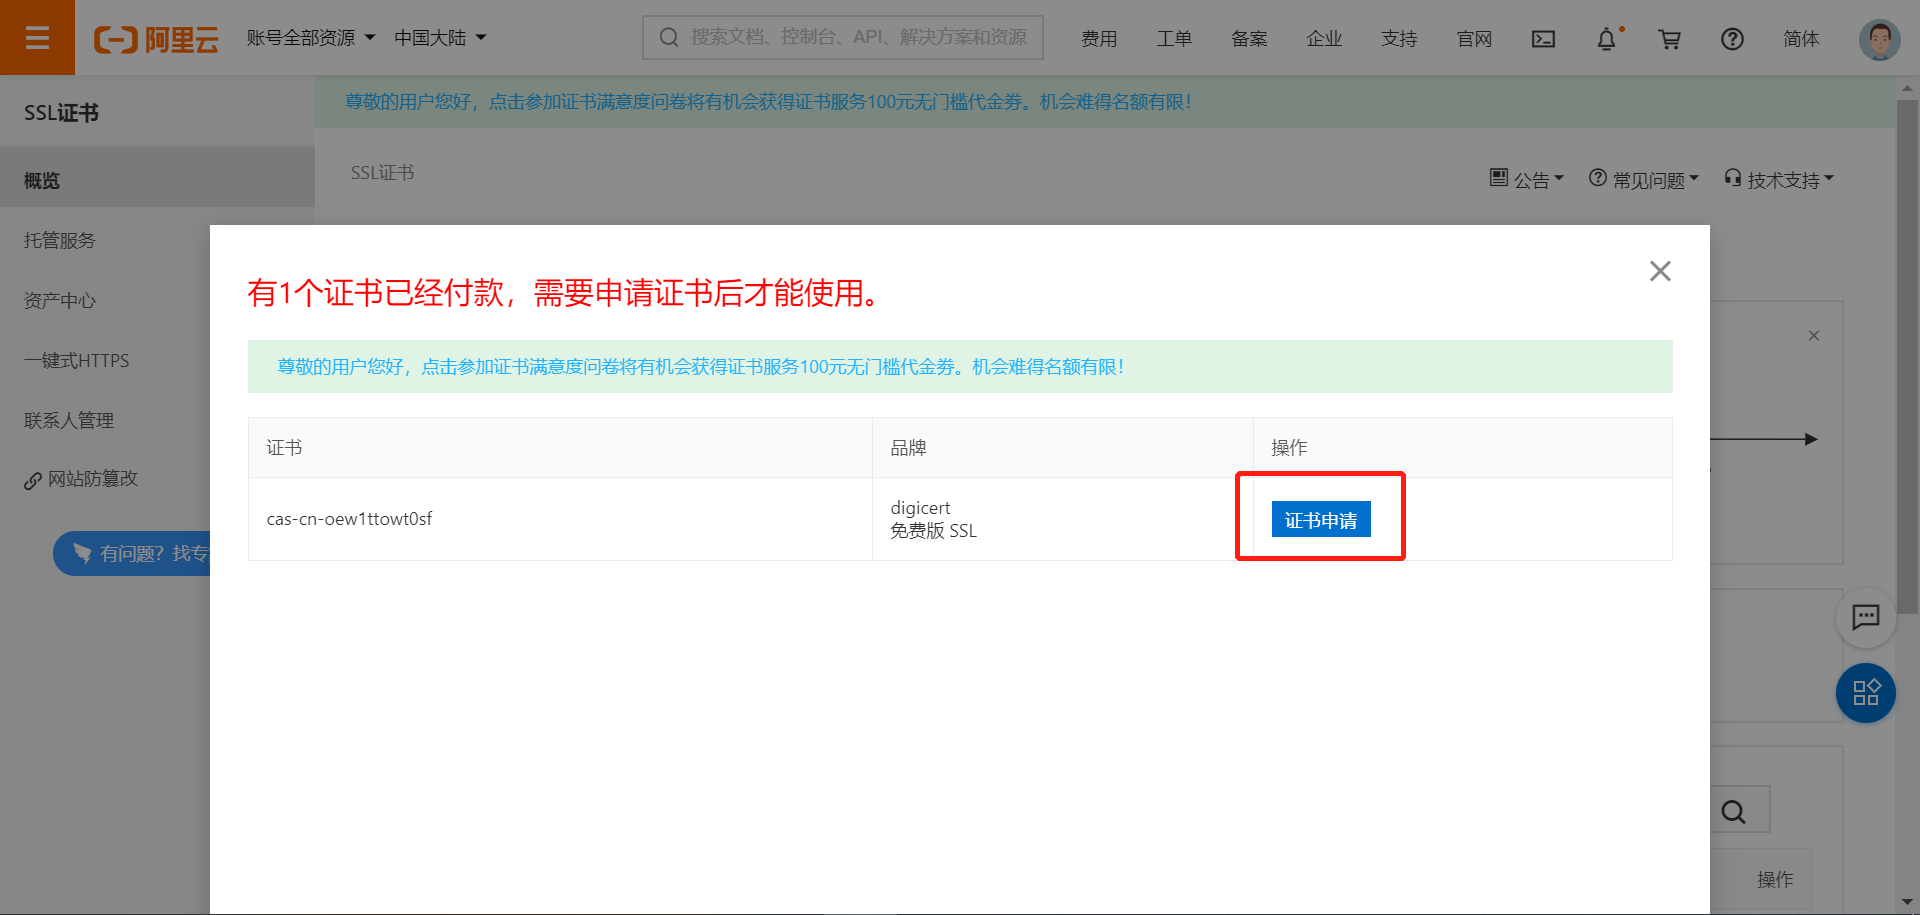 阿里云
账号全部资源
中国大陆
搜索文档、控制台、API、解决方案和资源
费用
工单
备案
企业
支持
官网
简体
SSL证书
尊敬的用户您好，点击参加证书满意度问卷将有机会获得证书服务100元无门槛代金券。机会难得名额有限！
概览
SSL证书
公告
常见问题
技术支持
托管服务
资产中心
一键式HTTPS
联系人管理
网站防篡改
有问题？找专
有1个证书已经付款，需要申请证书后才能使用。
尊敬的用户您好，点击参加证书满意度问卷将有机会获得证书服务100元无门槛代金券。机会难得名额有限！
证书
品牌
操作
cas-cn-oew1ttowt0sf
digicert
免费版 SSL
证书申请
操作